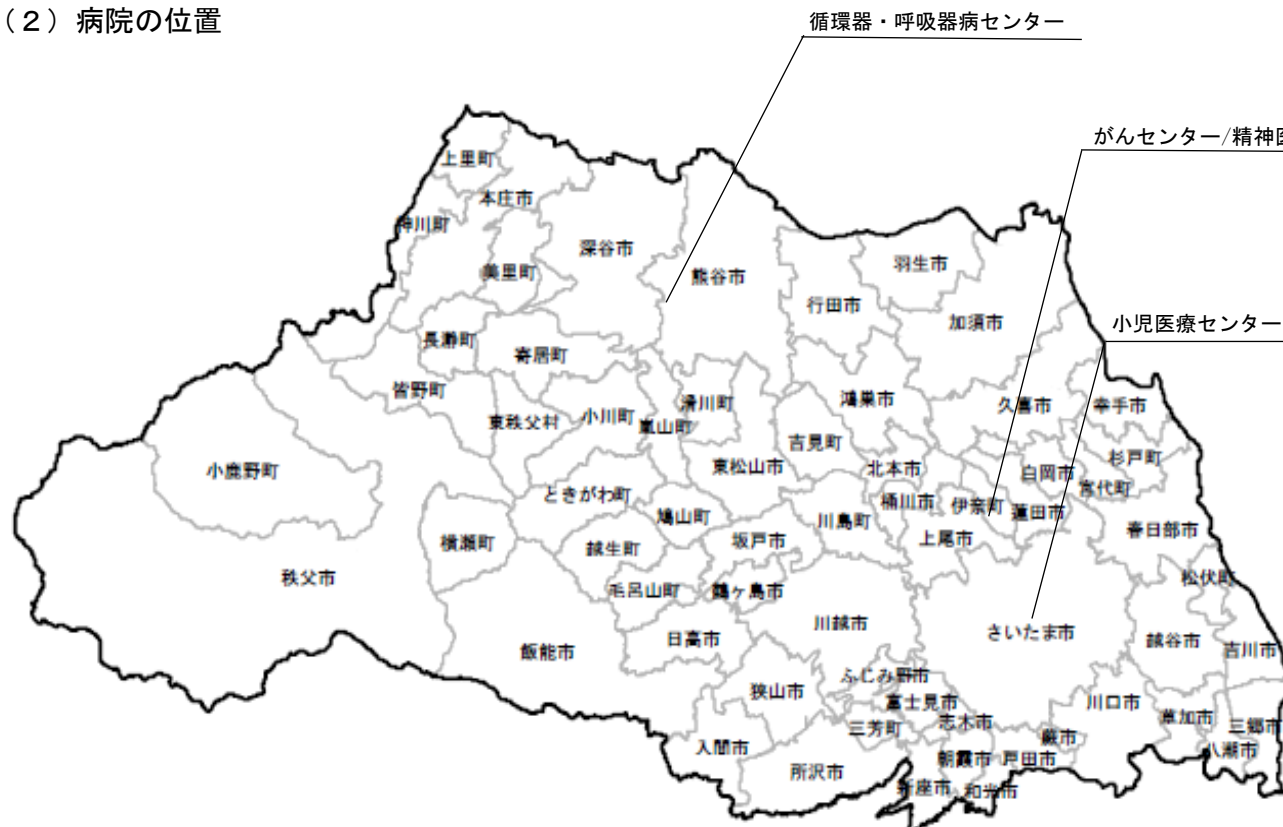 （２）病院の位置
循環器・呼吸器病センター
がんセンター/精神医
小児医療センター
上里町
本庄市
神川町
美里町
深谷市
熊谷市
行田市
羽生市
加須市
長瀞町
寄居町
皆野町
東秩父村
小川町
嵐山町
滑川町
吉見町
鴻巣市
久喜市
幸手市
小鹿野町
東松山市
北本市
白岡市
杉戸町
宮代町
ときがわ町
鳩山町
川島町
桶川市
伊奈町
蓮田市
春日部市
横瀬町
越生町
坂戸市
上尾市
秩父市
毛呂山町
鶴ヶ島市
松伏町
飯能市
日高市
川越市
さいたま市
越谷市
吉川市
狭山市
ふじみ野市
富士見市
三芳町
志木市
川口市
草加市
三郷市
入間市
所沢市
朝霞市
戸田市
蕨市
八潮市
新座市
和光市